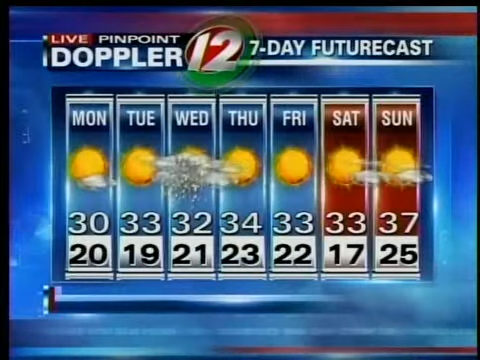 LIVE PINPOINT
DOPPLER 12 7-DAY FUTURECAST
MON TUE WED THU FRI SAT SUN
30 33 32 34 33 33 37
20 19 21 23 22 17 25